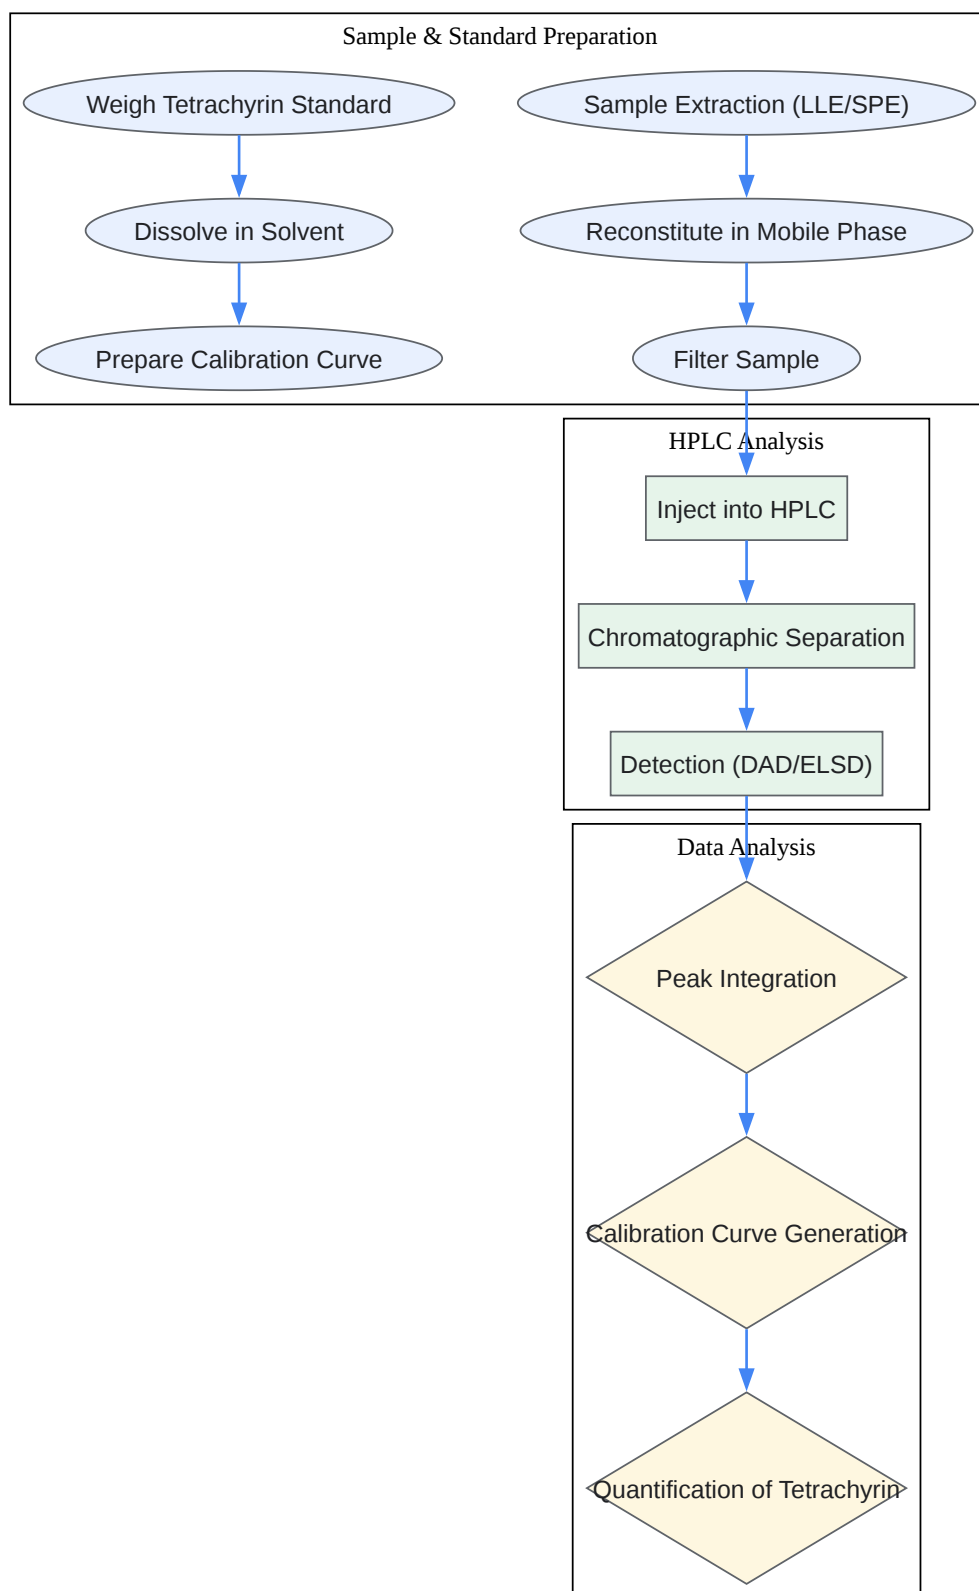 Sample & Standard Preparation
Weigh Tetrachyrin Standard
Dissolve in Solvent
Prepare Calibration Curve
Sample Extraction (LLE/SPE)
Reconstitute in Mobile Phase
Filter Sample
HPLC Analysis
Inject into HPLC
Chromatographic Separation
Detection (DAD/ELSD)
Data Analysis
Peak Integration
Calibration Curve Generation
Quantification of Tetrachyrin